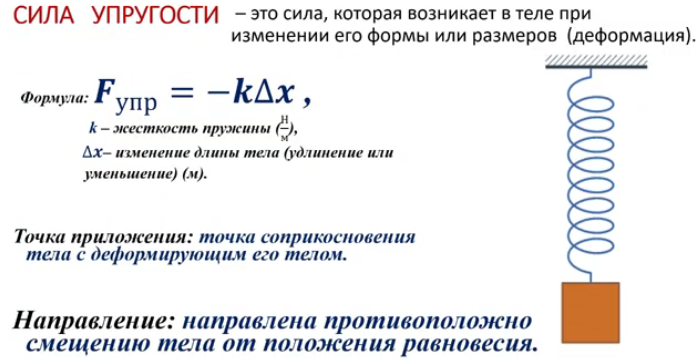 СИЛА УПРУГОСТИ – это сила, которая возникает в теле при
изменении его формы или размеров (деформация).
Формула: Fупр = −kΔx ,
k – жесткость пружины (Н/м),
Δx– изменение длины тела (удлинение или
уменьшение) (м).
Точка приложения: точка соприкосновения
тела с деформирующим его телом.
Направление: направлена противоположно
смещению тела от положения равновесия.